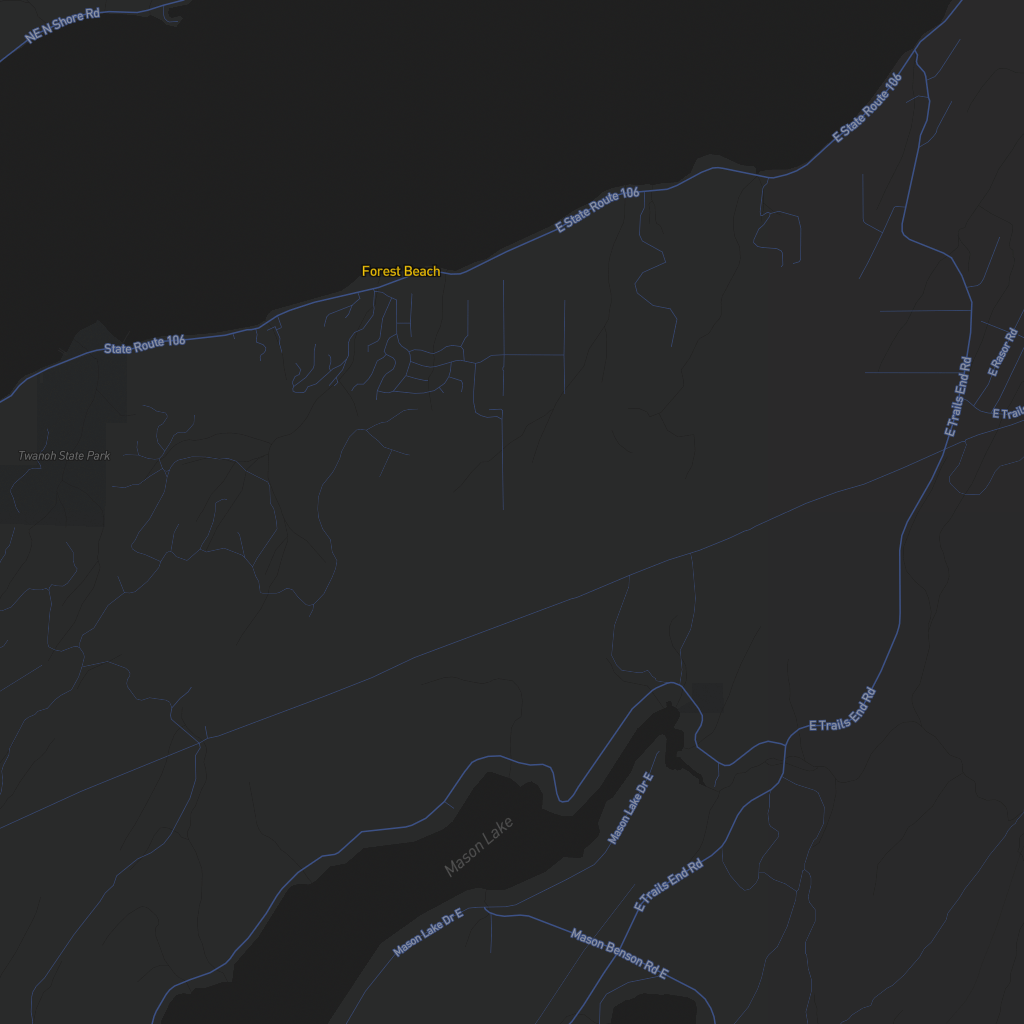 NE N Shore Rd
E State Route 106
E State Route 106
Forest Beach
State Route 106
E Rasor Rd
E Trails End Rd
E Trails
Twanoh State Park
E Trails End Rd
Mason Lake Dr E
Mason Lake
E Trails End Rd
Mason Lake Dr E
Mason Benson Rd E